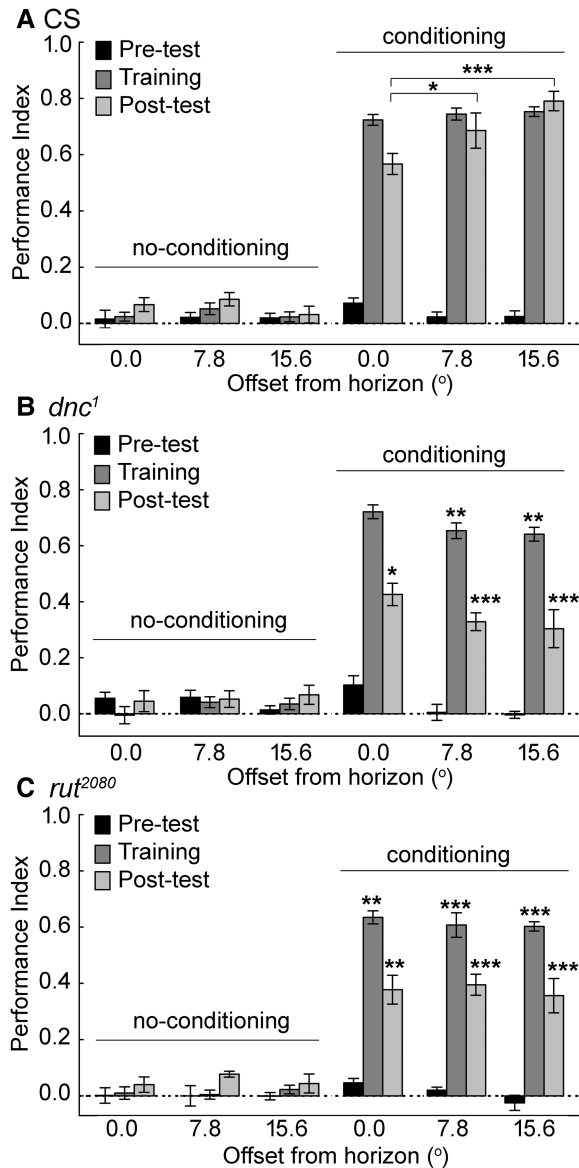 A CS
conditioning
1.0
Pre-test
Training
Post-test
***
*
0.8
0.6
0.4
0.2
0.0
no-conditioning
Performance Index
0.0 7.8 15.6 0.0 7.8 15.6
Offset from horizon (o)
B dnc1
conditioning
1.0
Pre-test
Training
Post-test
0.8
0.6
0.4
0.2
0.0
** **
* *** ***
no-conditioning
Performance Index
0.0 7.8 15.6 0.0 7.8 15.6
Offset from horizon (o)
C rut2080
conditioning
1.0
Pre-test
Training
Post-test
0.8
0.6
0.4
0.2
0.0
** *** ***
** *** ***
no-conditioning
Performance Index
0.0 7.8 15.6 0.0 7.8 15.6
Offset from horizon (o)